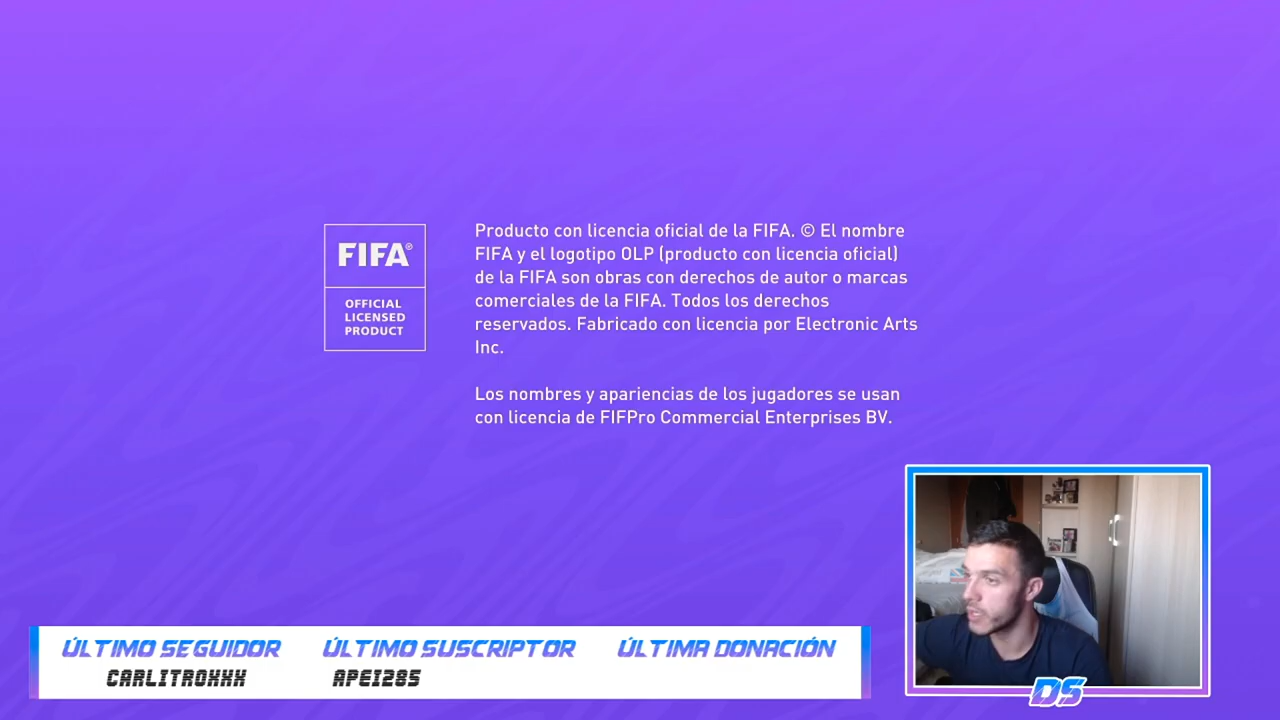 FIFA®
OFFICIAL
LICENSED
PRODUCT
Producto con licencia oficial de la FIFA. © El nombre
FIFA y el logotipo OLP (producto con licencia oficial)
de la FIFA son obras con derechos de autor o marcas
comerciales de la FIFA. Todos los derechos
reservados. Fabricado con licencia por Electronic Arts
Inc.
Los nombres y apariencias de los jugadores se usan
con licencia de FIFPro Commercial Enterprises BV.
ÚLTIMO SEGUIDOR ÚLTIMO SUSCRIPTOR ÚLTIMA DONACIÓN
CARLITROXXX APEI285
DS